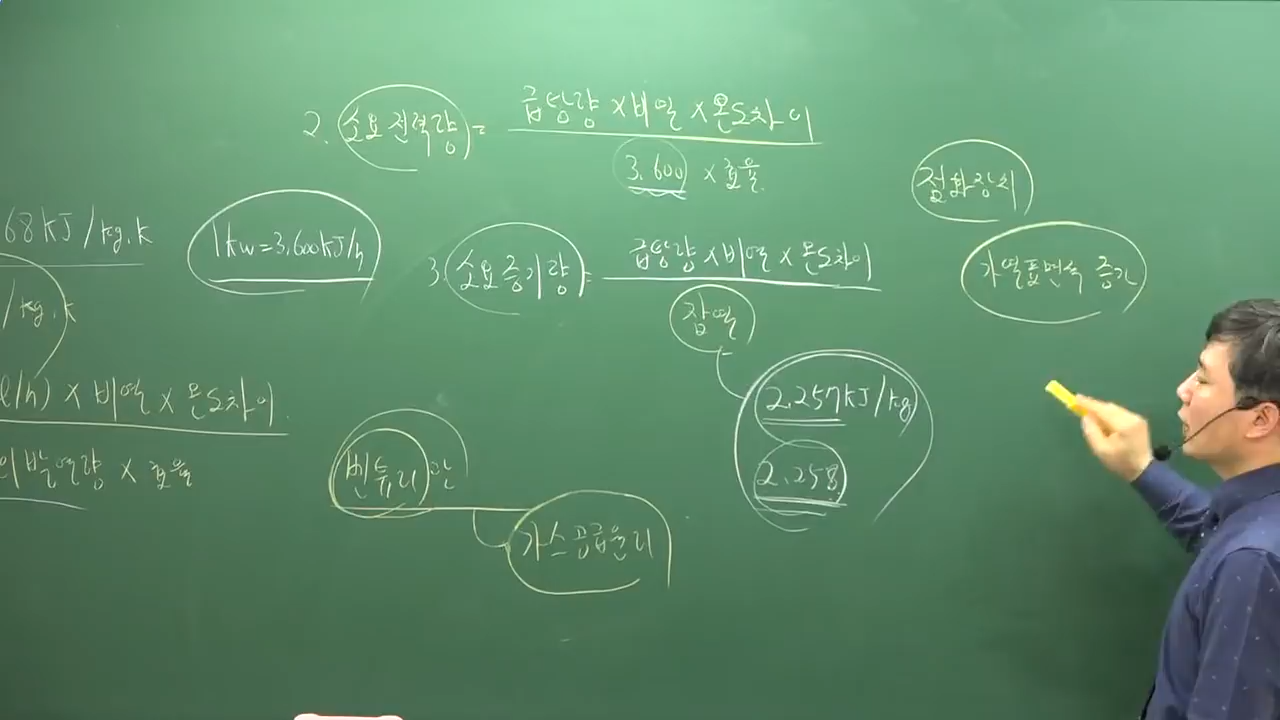 2. 소요전력량 = 급탕량 x 비열 x 온도차이
3,600 x 효율
점화장치
68 kJ/kg.k
1kw=3,600kJ/h
3. 소요증기량 = 급탕량 x 비열 x 온도차이
잠열
가열표면측 증간
/kg.k
2,257kJ/kg
2,258
l/h) x 비열 x 온도차이
의 발열량 x 효율
벤튜리관
가스공급원리